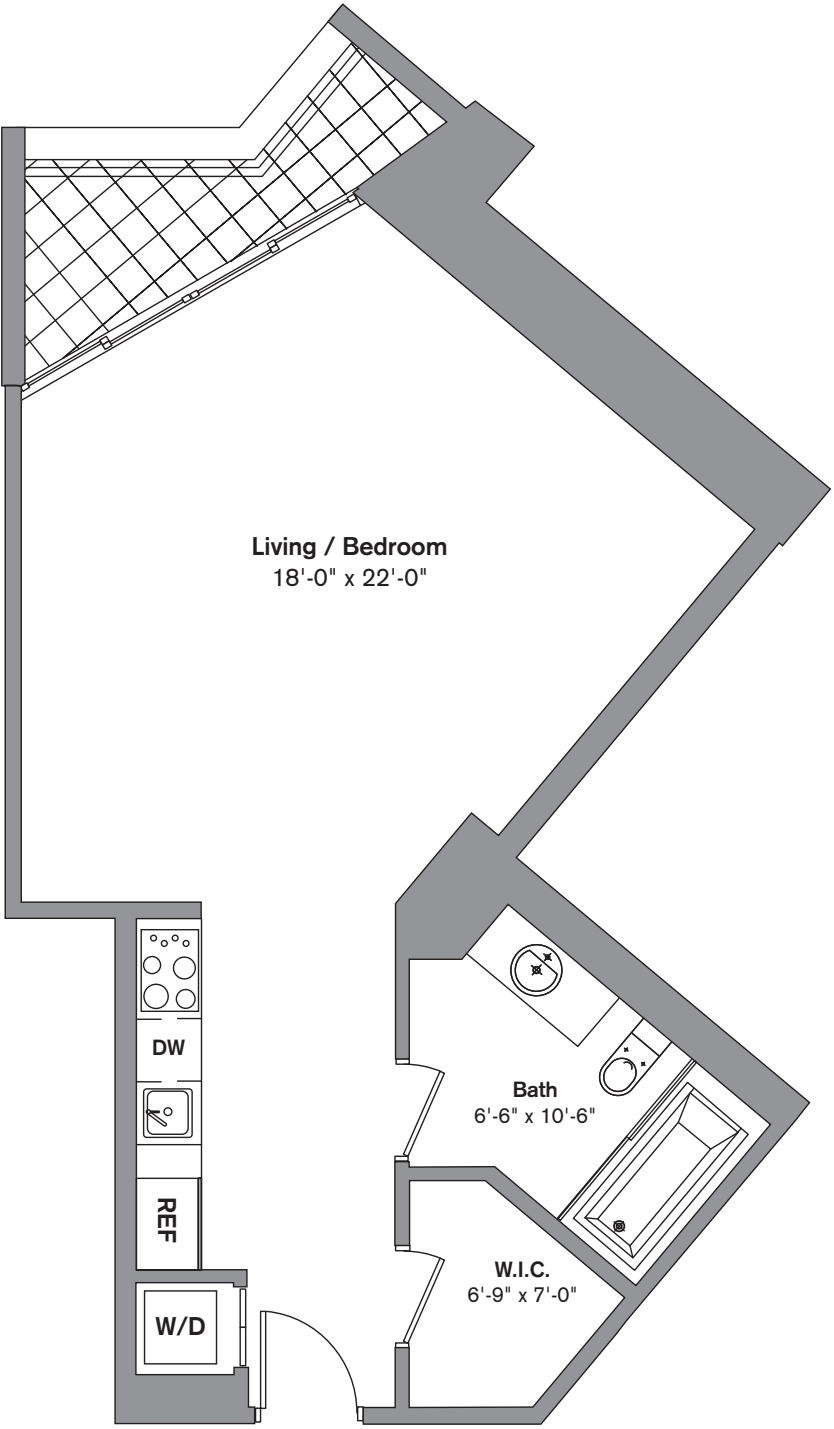 Living / Bedroom
18'-0" x 22'-0"
DW
Bath
6'-6" x 10'-6"
REF
W.I.C.
6'-9" x 7'-0"
W/D